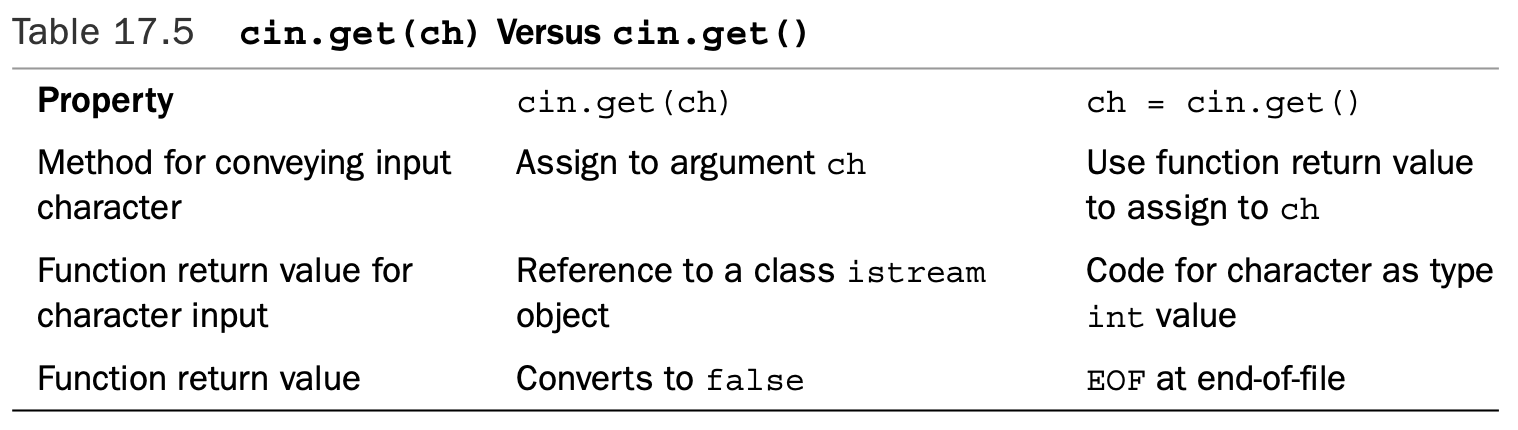 Table 17.5 cin.get(ch) Versus cin.get()
Property cin.get(ch) ch = cin.get()
Method for conveying input Assign to argument ch Use function return value
character to assign to ch
Function return value for Reference to a class istream Code for character as type
character input object int value
Function return value Converts to false EOF at end-of-file